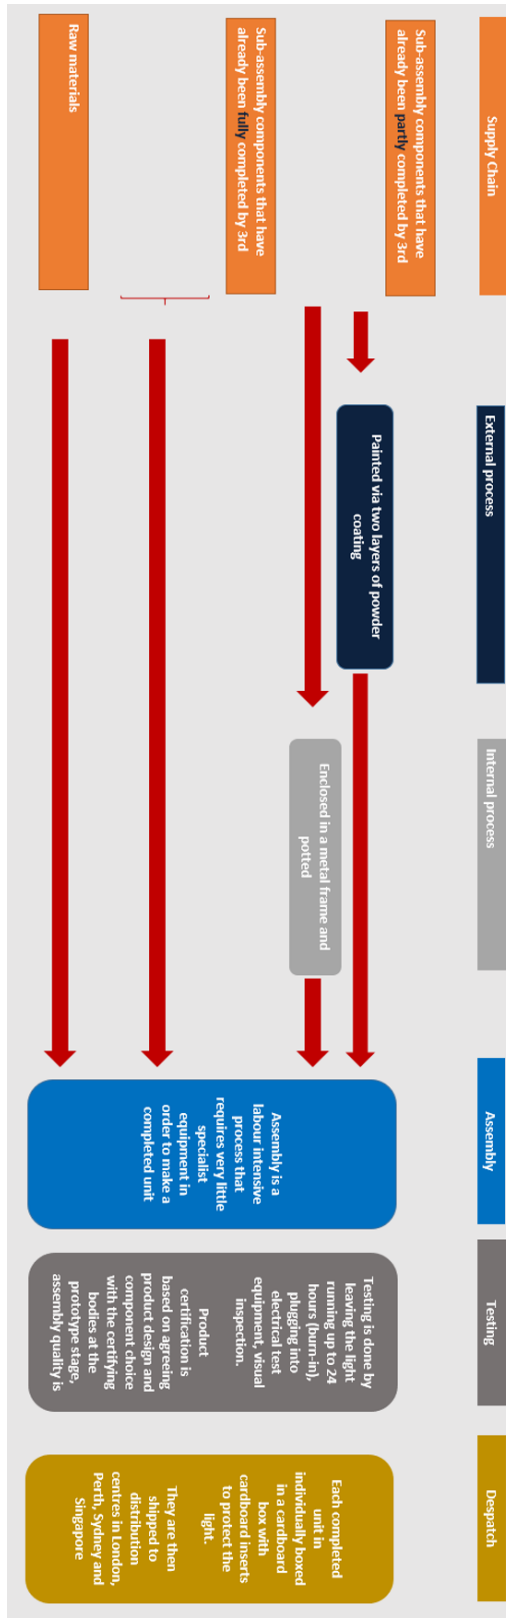 Supply Chain
External process
Internal process
Assembly
Testing
Despatch
Sub-assembly components that have
already been partly completed by 3rd
Painted via two layers of powder
coating
Sub-assembly components that have
already been fully completed by 3rd
Enclosed in a metal frame and
potted
Raw materials
Assembly is a
labour intensive
process that
requires very little
specialist
equipment in
order to make a
completed unit
Testing is done by
leaving the light
running up to 24
hours (burn-in),
plugging into
electrical test
equipment, visual
inspection.
Product
certification is
based on agreeing
product design and
component choice
with the certifying
bodies at the
prototype stage,
assembly quality is
Each completed
unit in
individually boxed
in a cardboard
box with
cardboard inserts
to protect the
light.
They are then
shipped to
distribution
centres in London,
Perth, Sydney and
Singapore